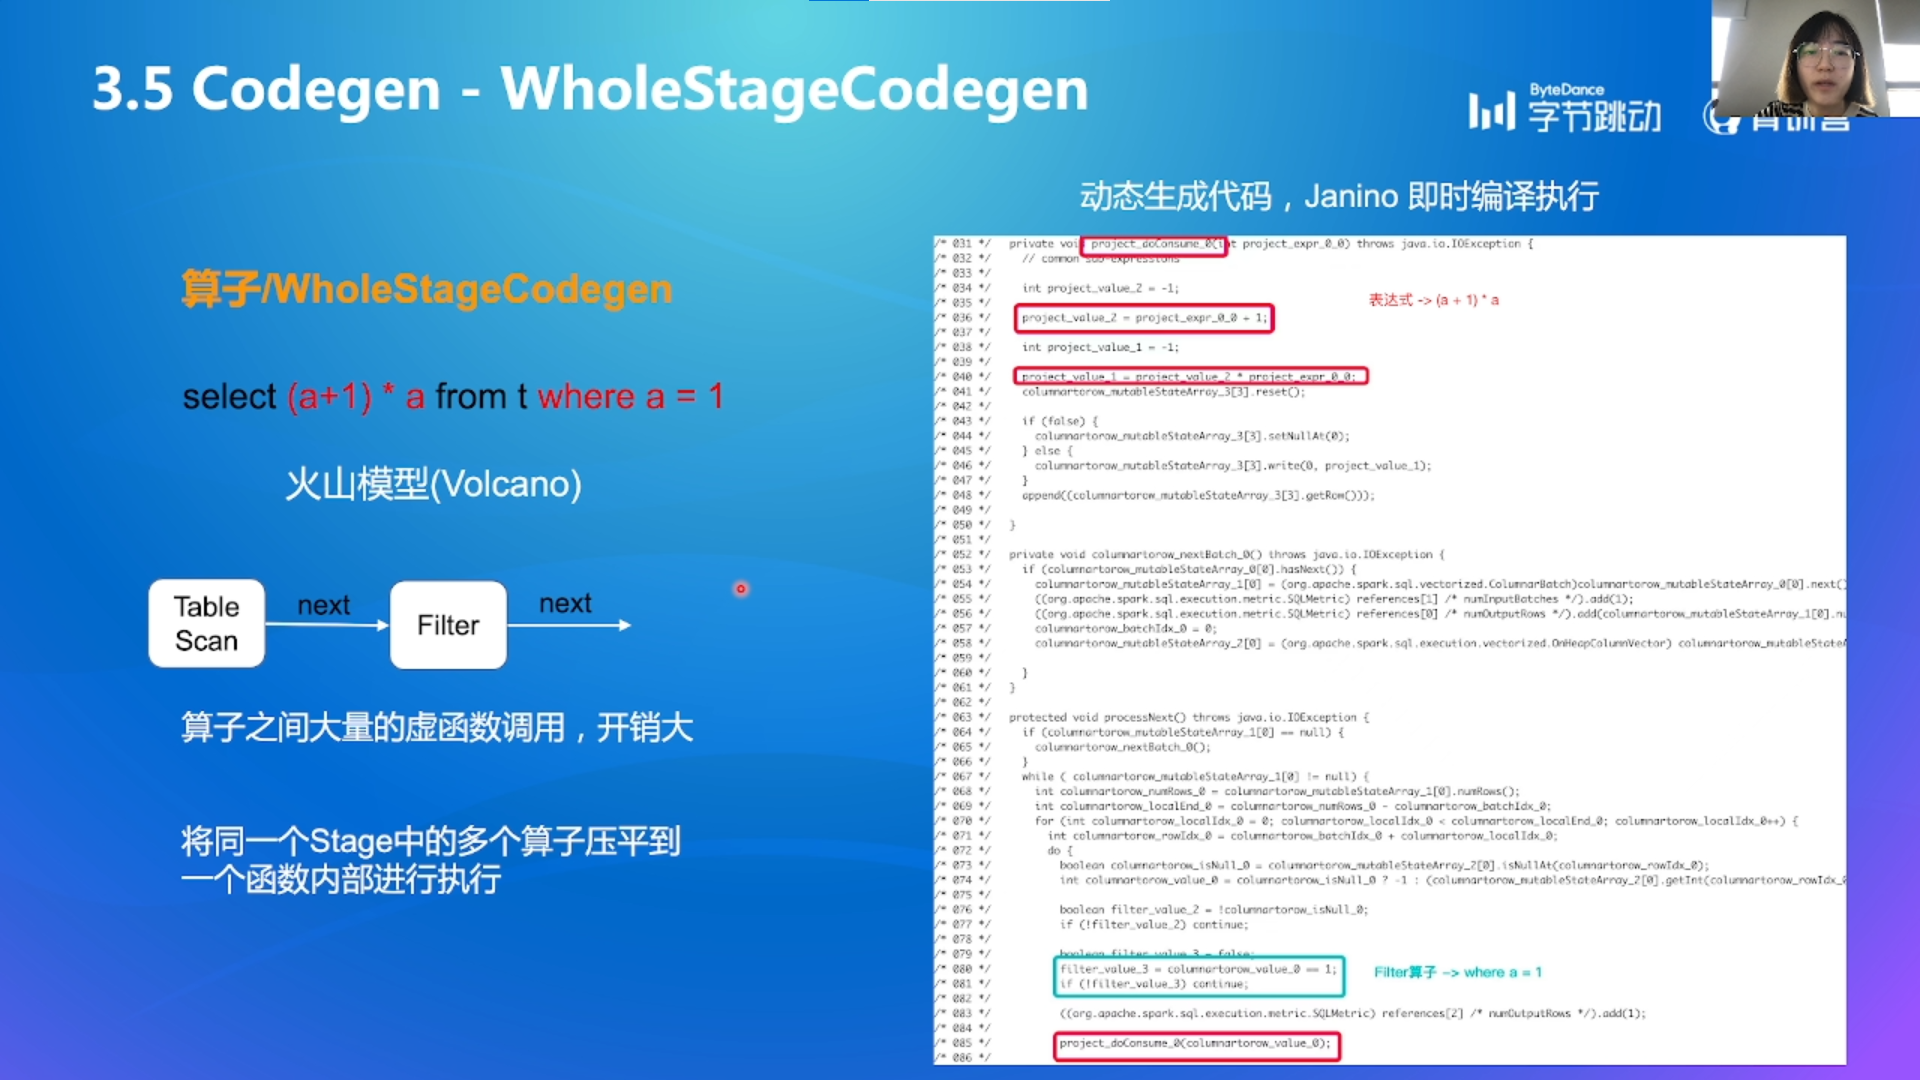 3.5 Codegen - WholeStageCodegen
ByteDance
字节跳动
动态生成代码，Janino 即时编译执行
算子/WholeStageCodegen
select (a+1) * a from t where a = 1
火山模型(Volcano)
Table
Scan
next
Filter
next
算子之间大量的虚函数调用，开销大
将同一个Stage中的多个算子压平到
一个函数内部进行执行
/* 031 */ private void project_doConsume_0(int project_expr_0_0) throws java.io.IOException {
/* 032 */ // common sub-expressions
/* 033 */
/* 034 */ int project_value_2 = -1;
/* 035 */
表达式 -> (a + 1) * a
/* 036 */ project_value_2 = project_expr_0_0 + 1;
/* 037 */
/* 038 */ int project_value_1 = -1;
/* 039 */
/* 040 */ project_value_1 = project_value_2 * project_expr_0_0;
/* 041 */ columnartorow_mutableStateArray_3[3].reset();
/* 042 */
/* 043 */ if (false) {
/* 044 */ columnartorow_mutableStateArray_3[3].setNullAt(0);
/* 045 */ } else {
/* 046 */ columnartorow_mutableStateArray_3[3].write(0, project_value_1);
/* 047 */ }
/* 048 */ append((columnartorow_mutableStateArray_3[3].getRow()));
/* 049 */
/* 050 */ }
/* 051 */
/* 052 */ private void columnartorow_nextBatch_0() throws java.io.IOException {
/* 053 */ if (columnartorow_mutableStateArray_0[0].hasNext()) {
/* 054 */ columnartorow_mutableStateArray_1[0] = (org.apache.spark.sql.vectorized.ColumnarBatch)columnartorow_mutableStateArray_0[0].next()
/* 055 */ ((org.apache.spark.sql.execution.metric.SQLMetric) references[1] /* numInputBatches */).add(1);
/* 056 */ ((org.apache.spark.sql.execution.metric.SQLMetric) references[0] /* numOutputRows */).add(columnartorow_mutableStateArray_1[0].nu
/* 057 */ columnartorow_batchIdx_0 = 0;
/* 058 */ columnartorow_mutableStateArray_2[0] = (org.apache.spark.sql.execution.vectorized.OnHeapColumnVector) columnartorow_mutableStateA
/* 059 */
/* 060 */ }
/* 061 */ }
/* 062 */
/* 063 */ protected void processNext() throws java.io.IOException {
/* 064 */ if (columnartorow_mutableStateArray_1[0] == null) {
/* 065 */ columnartorow_nextBatch_0();
/* 066 */ }
/* 067 */ while ( columnartorow_mutableStateArray_1[0] != null) {
/* 068 */ int columnartorow_numRows_0 = columnartorow_mutableStateArray_1[0].numRows();
/* 069 */ int columnartorow_localEnd_0 = columnartorow_numRows_0 - columnartorow_batchIdx_0;
/* 070 */ for (int columnartorow_localIdx_0 = 0; columnartorow_localIdx_0 < columnartorow_localEnd_0; columnartorow_localIdx_0++) {
/* 071 */ int columnartorow_rowIdx_0 = columnartorow_batchIdx_0 + columnartorow_localIdx_0;
/* 072 */ do {
/* 073 */ boolean columnartorow_isNull_0 = columnartorow_mutableStateArray_2[0].isNullAt(columnartorow_rowIdx_0);
/* 074 */ int columnartorow_value_0 = columnartorow_isNull_0 ? -1 : (columnartorow_mutableStateArray_2[0].getInt(columnartorow_rowIdx_0
/* 075 */
/* 076 */ boolean filter_value_2 = !columnartorow_isNull_0;
/* 077 */ if (!filter_value_2) continue;
/* 078 */
/* 079 */ boolean filter_value_3 = false;
/* 080 */ filter_value_3 = columnartorow_value_0 == 1;
Filter算子 -> where a = 1
/* 081 */ if (!filter_value_3) continue;
/* 082 */
/* 083 */ ((org.apache.spark.sql.execution.metric.SQLMetric) references[2] /* numOutputRows */).add(1);
/* 084 */
/* 085 */ project_doConsume_0(columnartorow_value_0);
/* 086 */